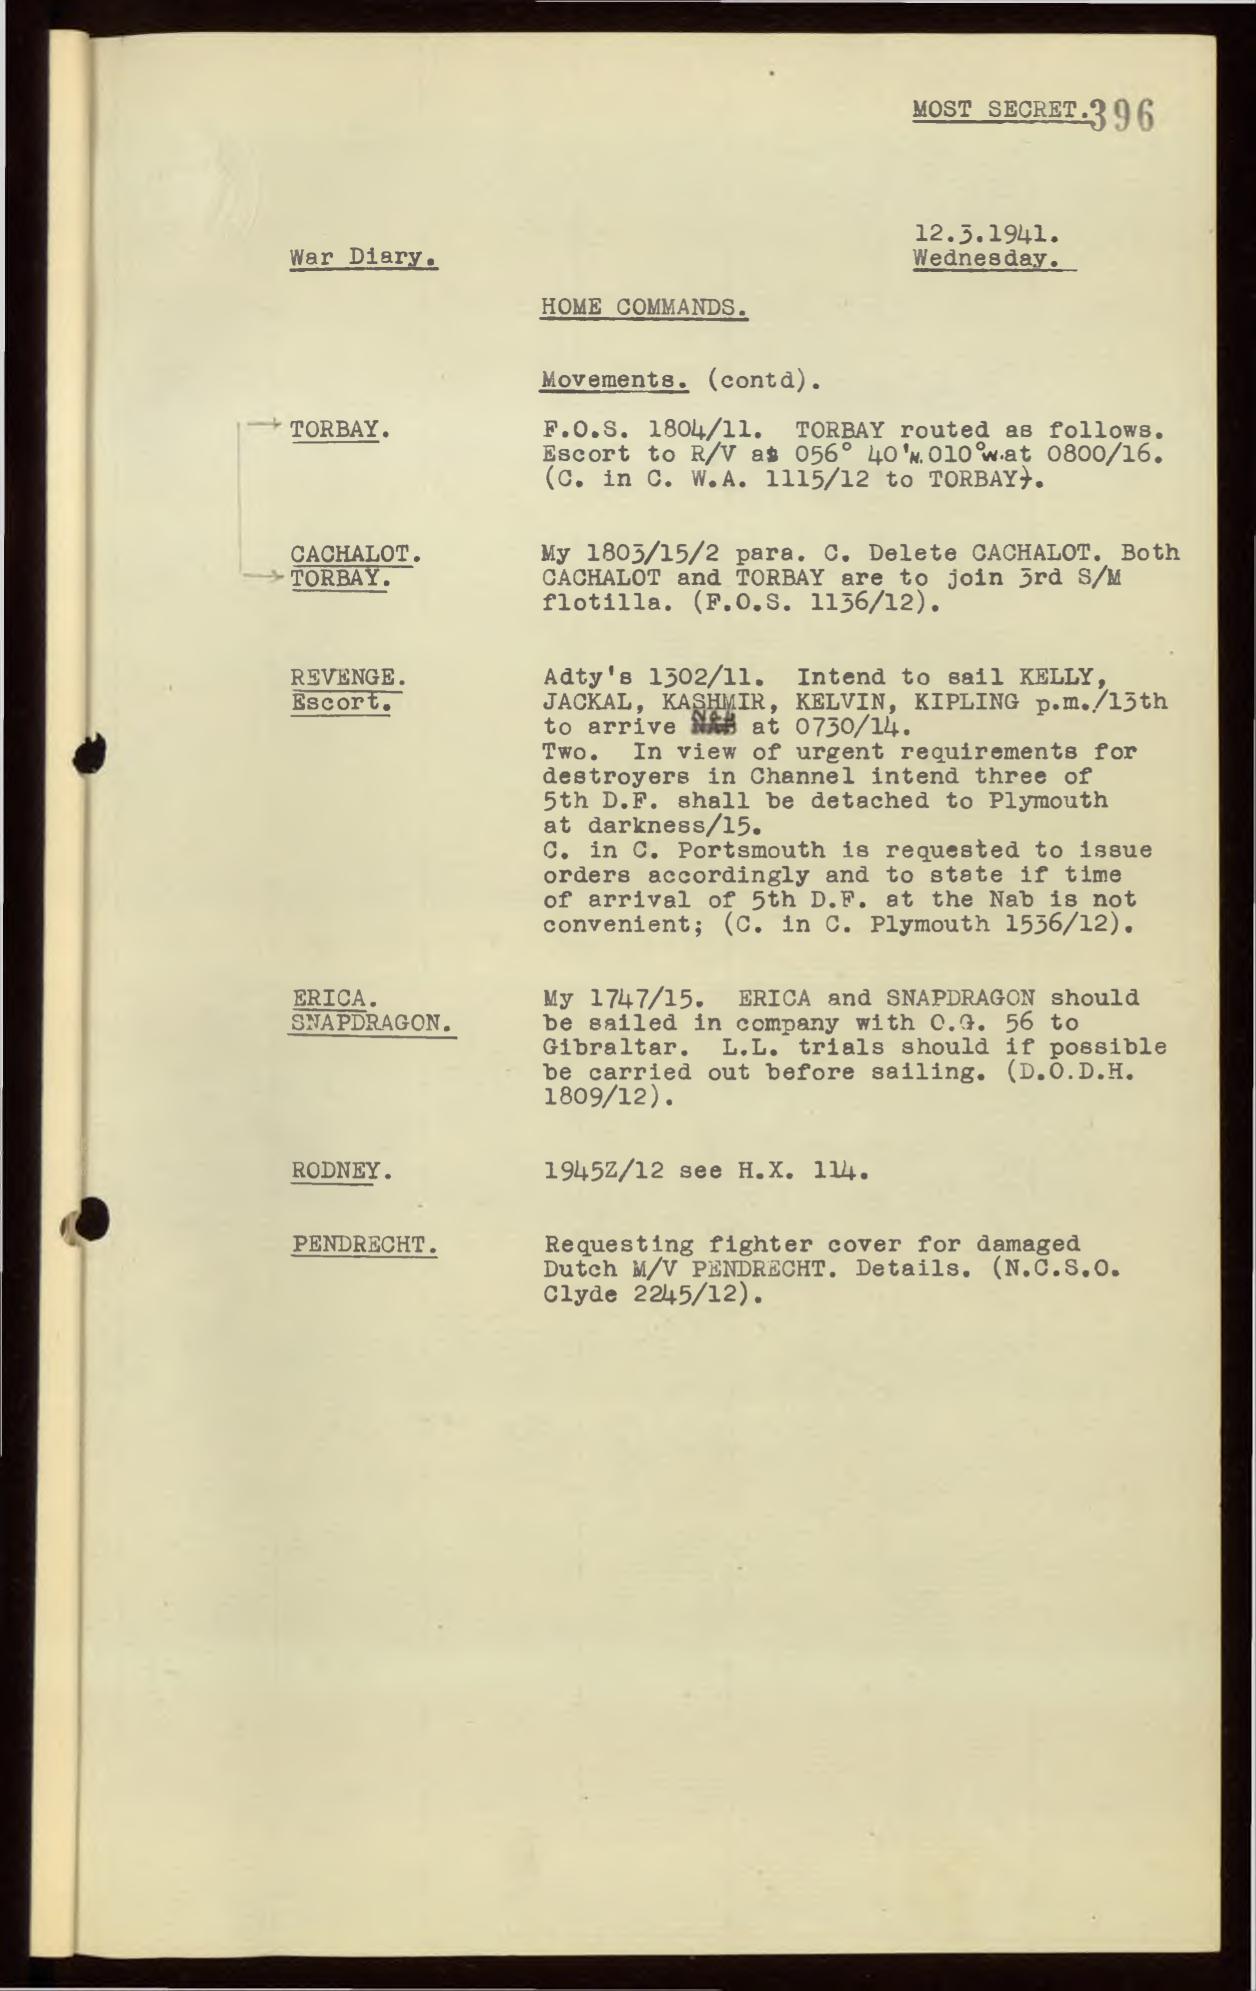 MOST SECRET. 396
12.3.1941.
War Diary. Wednesday.
HOME COMMANDS.
Movements. (contd).
TORBAY. F.O.S. 1804/11. TORBAY routed as follows.
Escort to R/V at 056° 40'N. 010°W. at 0800/16.
(C. in C. W.A. 1115/12 to TORBAY).
CACHALOT. My 1803/15/2 para. C. Delete CACHALOT. Both
TORBAY. CACHALOT and TORBAY are to join 3rd S/M
flotilla. (F.O.S. 1136/12).
REVENGE. Adty's 1302/11. Intend to sail KELLY,
Escort. JACKAL, KASHMIR, KELVIN, KIPLING p.m./13th
to arrive NAB at 0730/14.
Two. In view of urgent requirements for
destroyers in Channel intend three of
5th D.F. shall be detached to Plymouth
at darkness/15.
C. in C. Portsmouth is requested to issue
orders accordingly and to state if time
of arrival of 5th D.F. at the Nab is not
convenient; (C. in C. Plymouth 1536/12).
ERICA. My 1747/15. ERICA and SNAPDRAGON should
SNAPDRAGON. be sailed in company with O.G. 56 to
Gibraltar. L.L. trials should if possible
be carried out before sailing. (D.O.D.H.
1809/12).
RODNEY. 1945Z/12 see H.X. 114.
PENDRECHT. Requesting fighter cover for damaged
Dutch M/V PENDRECHT. Details. (N.C.S.O.
Clyde 2245/12).